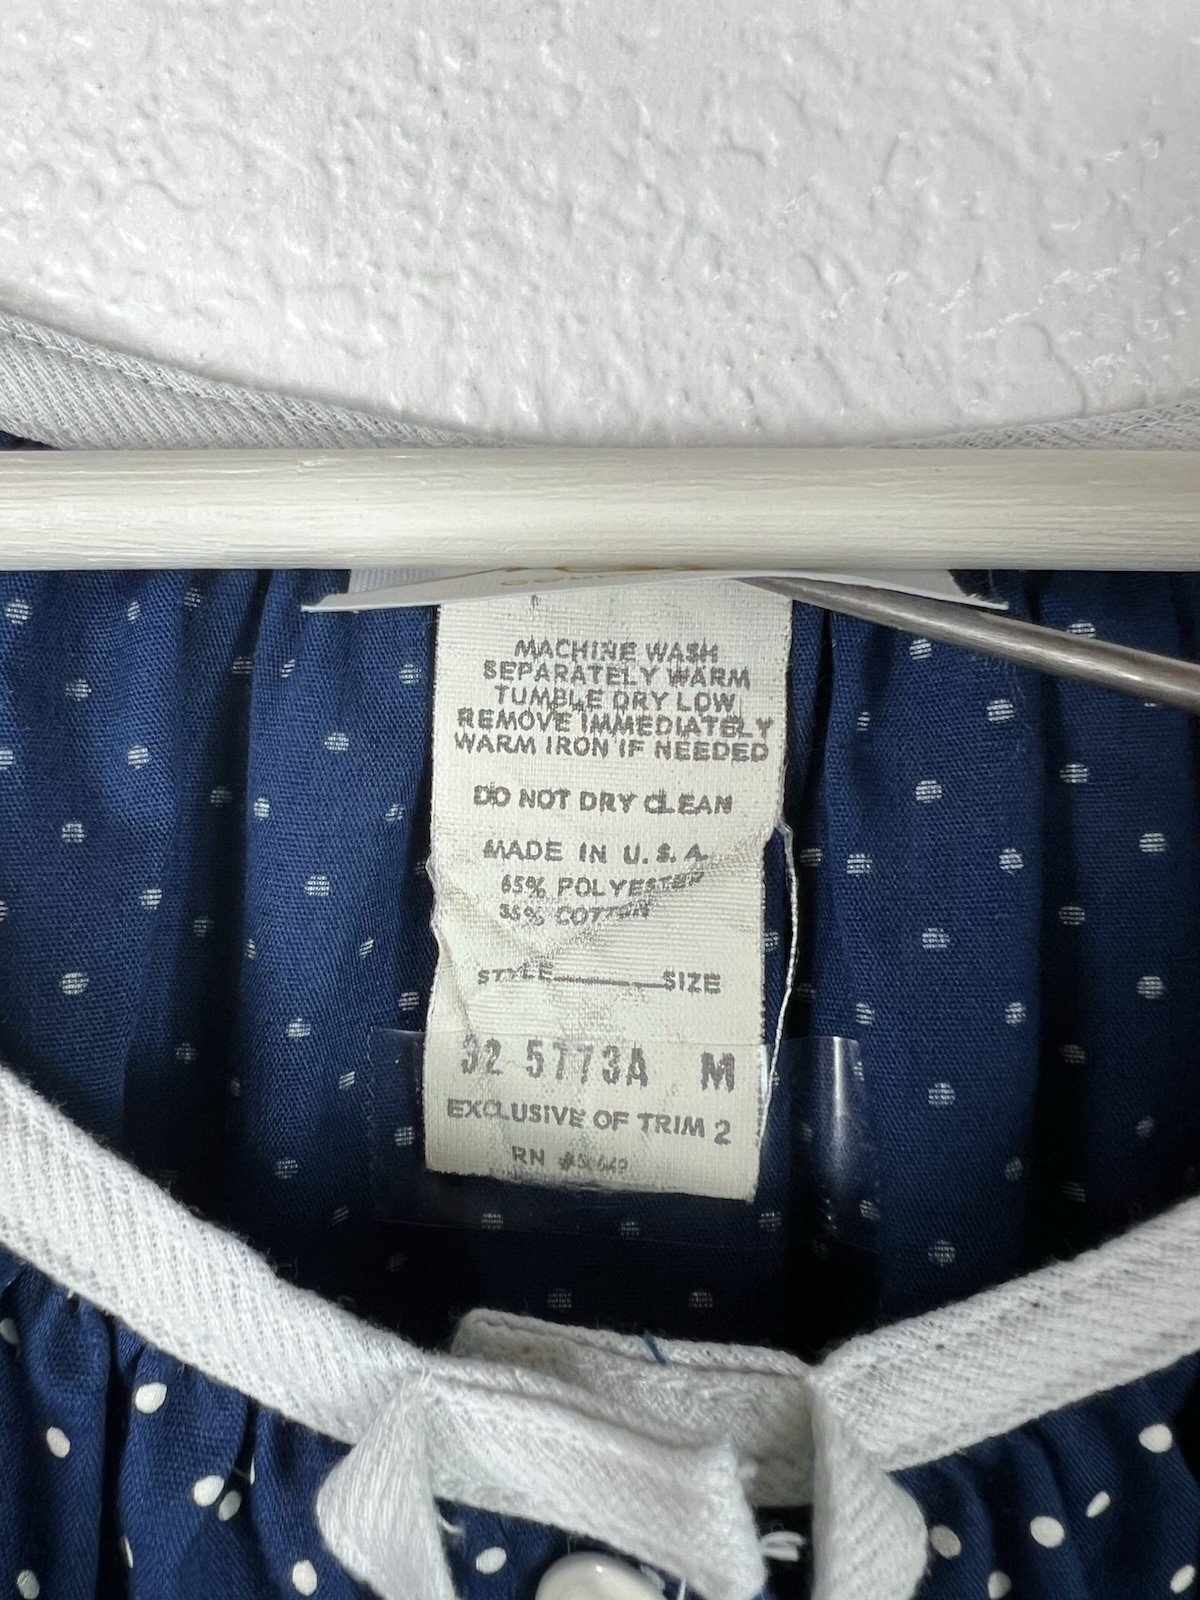 MACHINE WASH
SEPARATELY WARM
TUMBLE DRY LOW
REMOVE IMMEDIATELY
WARM IRON IF NEEDED
DO NOT DRY CLEAN
MADE IN U.S.A.
65% POLYESTER
35% COTTON
STYLE SIZE
32 5773A M
EXCLUSIVE OF TRIM 2
RN